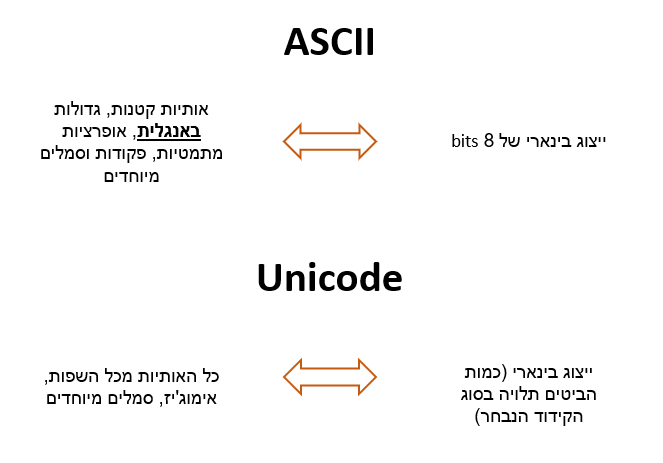 ASCII
ייצוג בינארי של 8 bits
אותיות קטנות, גדולות
באנגלית, אופרציות
מתמטיות, פקודות וסמלים
מיוחדים
Unicode
ייצוג בינארי (כמות
הביטים תלויה בסוג
הקידוד הנבחר)
כל האותיות מכל השפות,
אימוג'יז, סמלים מיוחדים